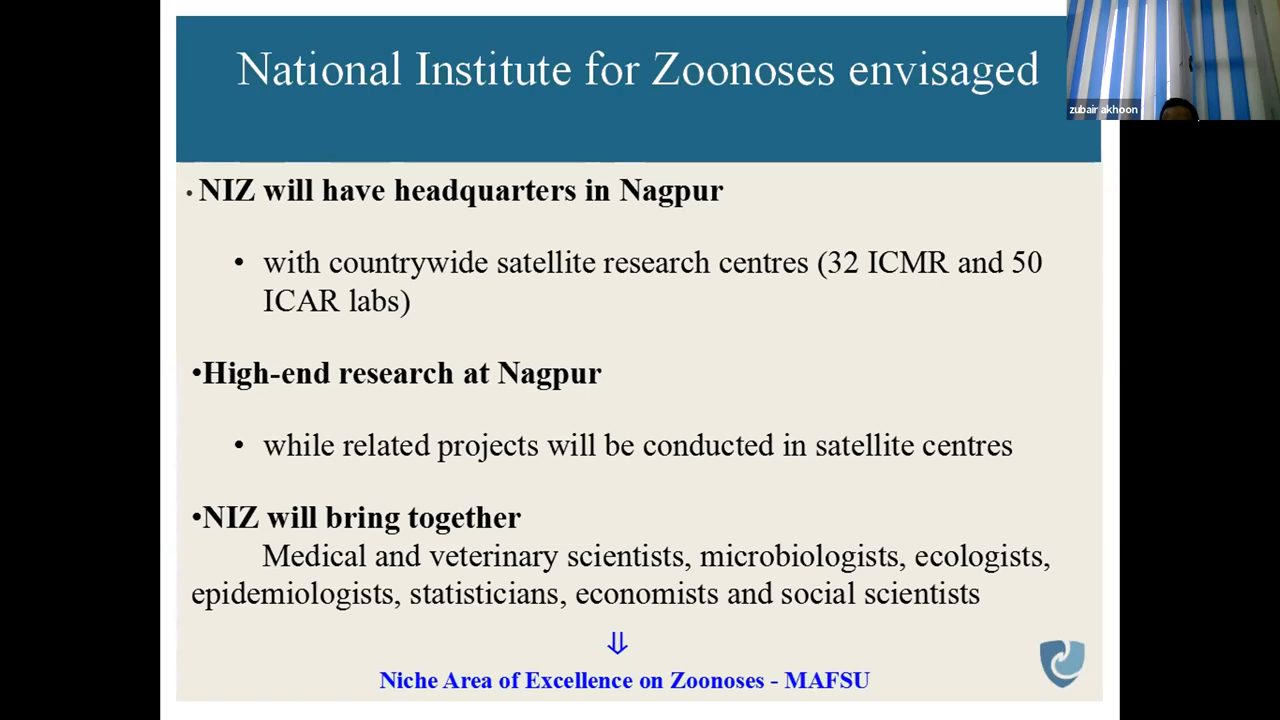 National Institute for Zoonoses envisaged
zubair akhoon
• NIZ will have headquarters in Nagpur
• with countrywide satellite research centres (32 ICMR and 50
ICAR labs)
•High-end research at Nagpur
• while related projects will be conducted in satellite centres
•NIZ will bring together
Medical and veterinary scientists, microbiologists, ecologists,
epidemiologists, statisticians, economists and social scientists
⇓
Niche Area of Excellence on Zoonoses - MAFSU